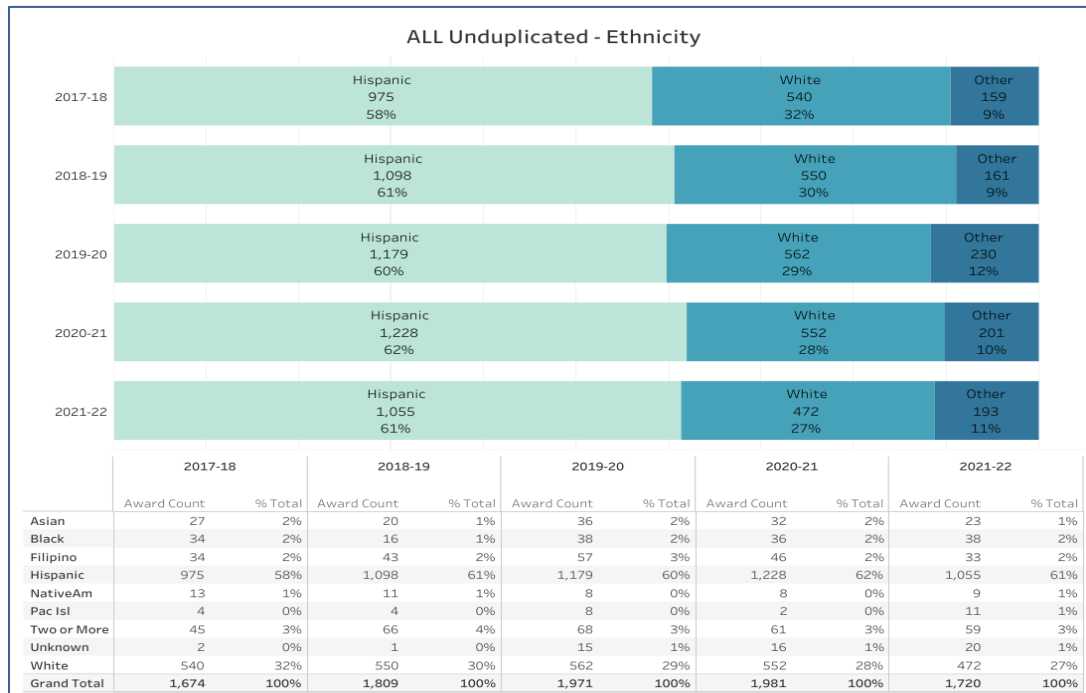 ALL Unduplicated - Ethnicity
2017-18
Hispanic
975
58%
White
540
32%
Other
159
9%
2018-19
Hispanic
1,098
61%
White
550
30%
Other
161
9%
2019-20
Hispanic
1,179
60%
White
562
29%
Other
230
12%
2020-21
Hispanic
1,228
62%
White
552
28%
Other
201
10%
2021-22
Hispanic
1,055
61%
White
472
27%
Other
193
11%
2017-18 2018-19 2019-20 2020-21 2021-22
Award Count % Total Award Count % Total Award Count % Total Award Count % Total Award Count % Total
Asian 27 2% 20 1% 36 2% 32 2% 23 1%
Black 34 2% 16 1% 38 2% 36 2% 38 2%
Filipino 34 2% 43 2% 57 3% 46 2% 33 2%
Hispanic 975 58% 1,098 61% 1,179 60% 1,228 62% 1,055 61%
NativeAm 13 1% 11 1% 8 0% 8 0% 9 1%
Pac Isl 4 0% 4 0% 8 0% 2 0% 11 1%
Two or More 45 3% 66 4% 68 3% 61 3% 59 3%
Unknown 2 0% 1 0% 15 1% 16 1% 20 1%
White 540 32% 550 30% 562 29% 552 28% 472 27%
Grand Total 1,674 100% 1,809 100% 1,971 100% 1,981 100% 1,720 100%